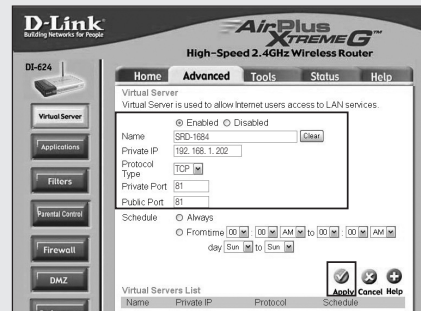 D-Link
Building Networks for People
AirPlus
XTREME G™
High-Speed 2.4GHz Wireless Router
DI-624
Home Advanced Tools Status Help
Virtual Server
Applications
Filters
Parental Control
Firewall
DMZ
Virtual Server
Virtual Server is used to allow Internet users access to LAN services.
Enabled Disabled
Name SRD-1684 Clear
Private IP 192. 168. 1. 202
Protocol Type TCP
Private Port 81
Public Port 81
Schedule Always
From time 00 : 00 AM to 00 : 00 AM
day Sun to Sun
Apply Cancel Help
Virtual Servers List
Name Private IP Protocol Schedule